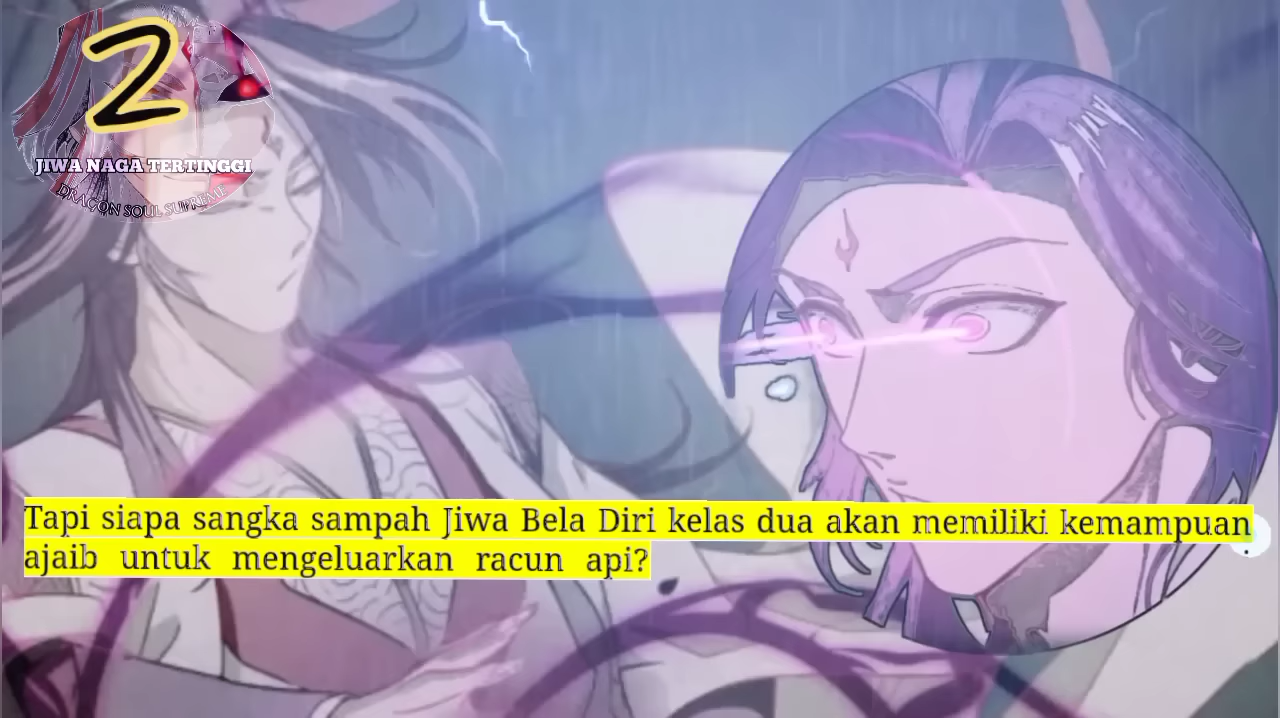 2
JIWA NAGA TERTINGGI
DRAGON SOUL SUPREME
Tapi siapa sangka sampah Jiwa Bela Diri kelas dua akan memiliki kemampuan
ajaib untuk mengeluarkan racun api?